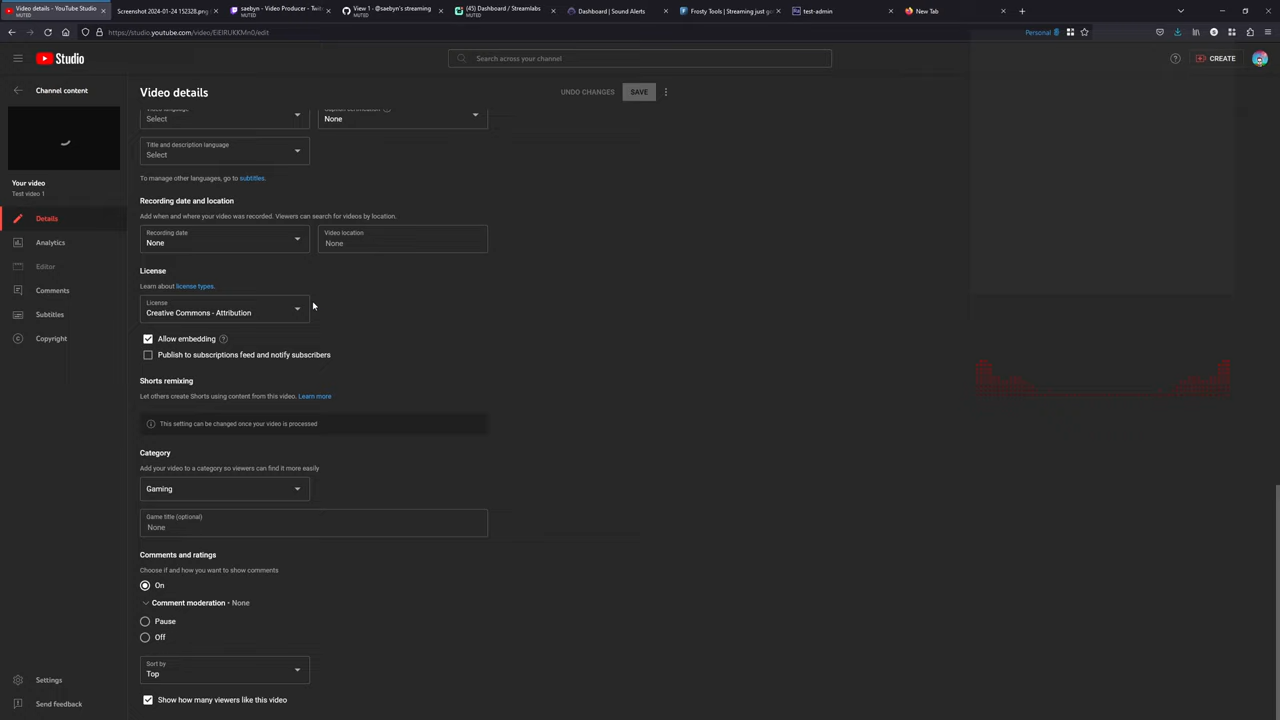 Video details - YouTube Studio
MUTED
Screenshot 2024-01-24 152328.png
saebyn - Video Producer - Twitch
MUTED
View 1 · @saebyn's streaming
MUTED
(45) Dashboard / Streamlabs
MUTED
Dashboard | Sound Alerts
Frosty Tools | Streaming just g
test-admin
New Tab
https://studio.youtube.com/video/EiEIRUKKMn0/edit
Personal
Studio
Search across your channel
CREATE
Channel content
Your video
Test video 1
Details
Analytics
Editor
Comments
Subtitles
Copyright
Settings
Send feedback
Video details
UNDO CHANGES
SAVE
Video language
Select
Caption certification
None
Title and description language
Select
To manage other languages, go to subtitles.
Recording date and location
Add when and where your video was recorded. Viewers can search for videos by location.
Recording date
None
Video location
None
License
Learn about license types.
License
Creative Commons - Attribution
Allow embedding
Publish to subscriptions feed and notify subscribers
Shorts remixing
Let others create Shorts using content from this video. Learn more
This setting can be changed once your video is processed
Category
Add your video to a category so viewers can find it more easily
Gaming
Game title (optional)
None
Comments and ratings
Choose if and how you want to show comments
On
Comment moderation • None
Pause
Off
Sort by
Top
Show how many viewers like this video